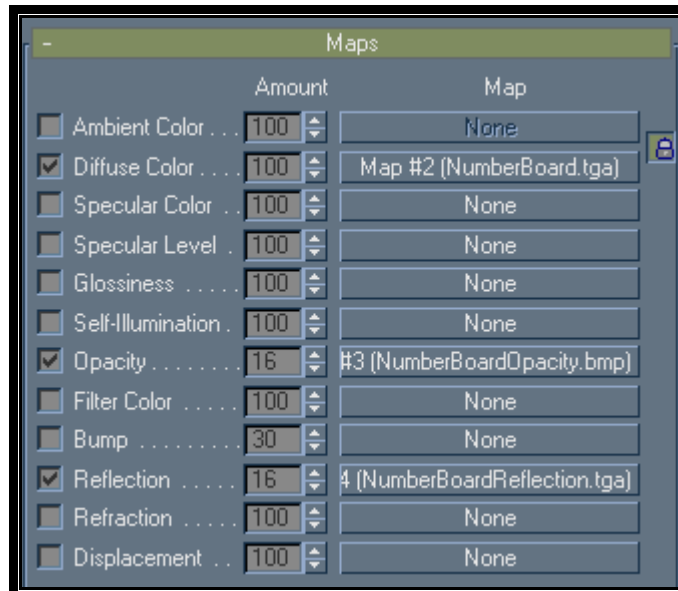 - Maps
Amount Map
Ambient Color . . . 100 None
Diffuse Color . . . . 100 Map #2 (NumberBoard.tga)
Specular Color . . 100 None
Specular Level . 100 None
Glossiness . . . . . 100 None
Self-Illumination . 100 None
Opacity . . . . . . . . 16 #3 (NumberBoardOpacity.bmp)
Filter Color . . . . . 100 None
Bump . . . . . . . . . 30 None
Reflection . . . . . 16 4 (NumberBoardReflection.tga)
Refraction . . . . . 100 None
Displacement . . 100 None